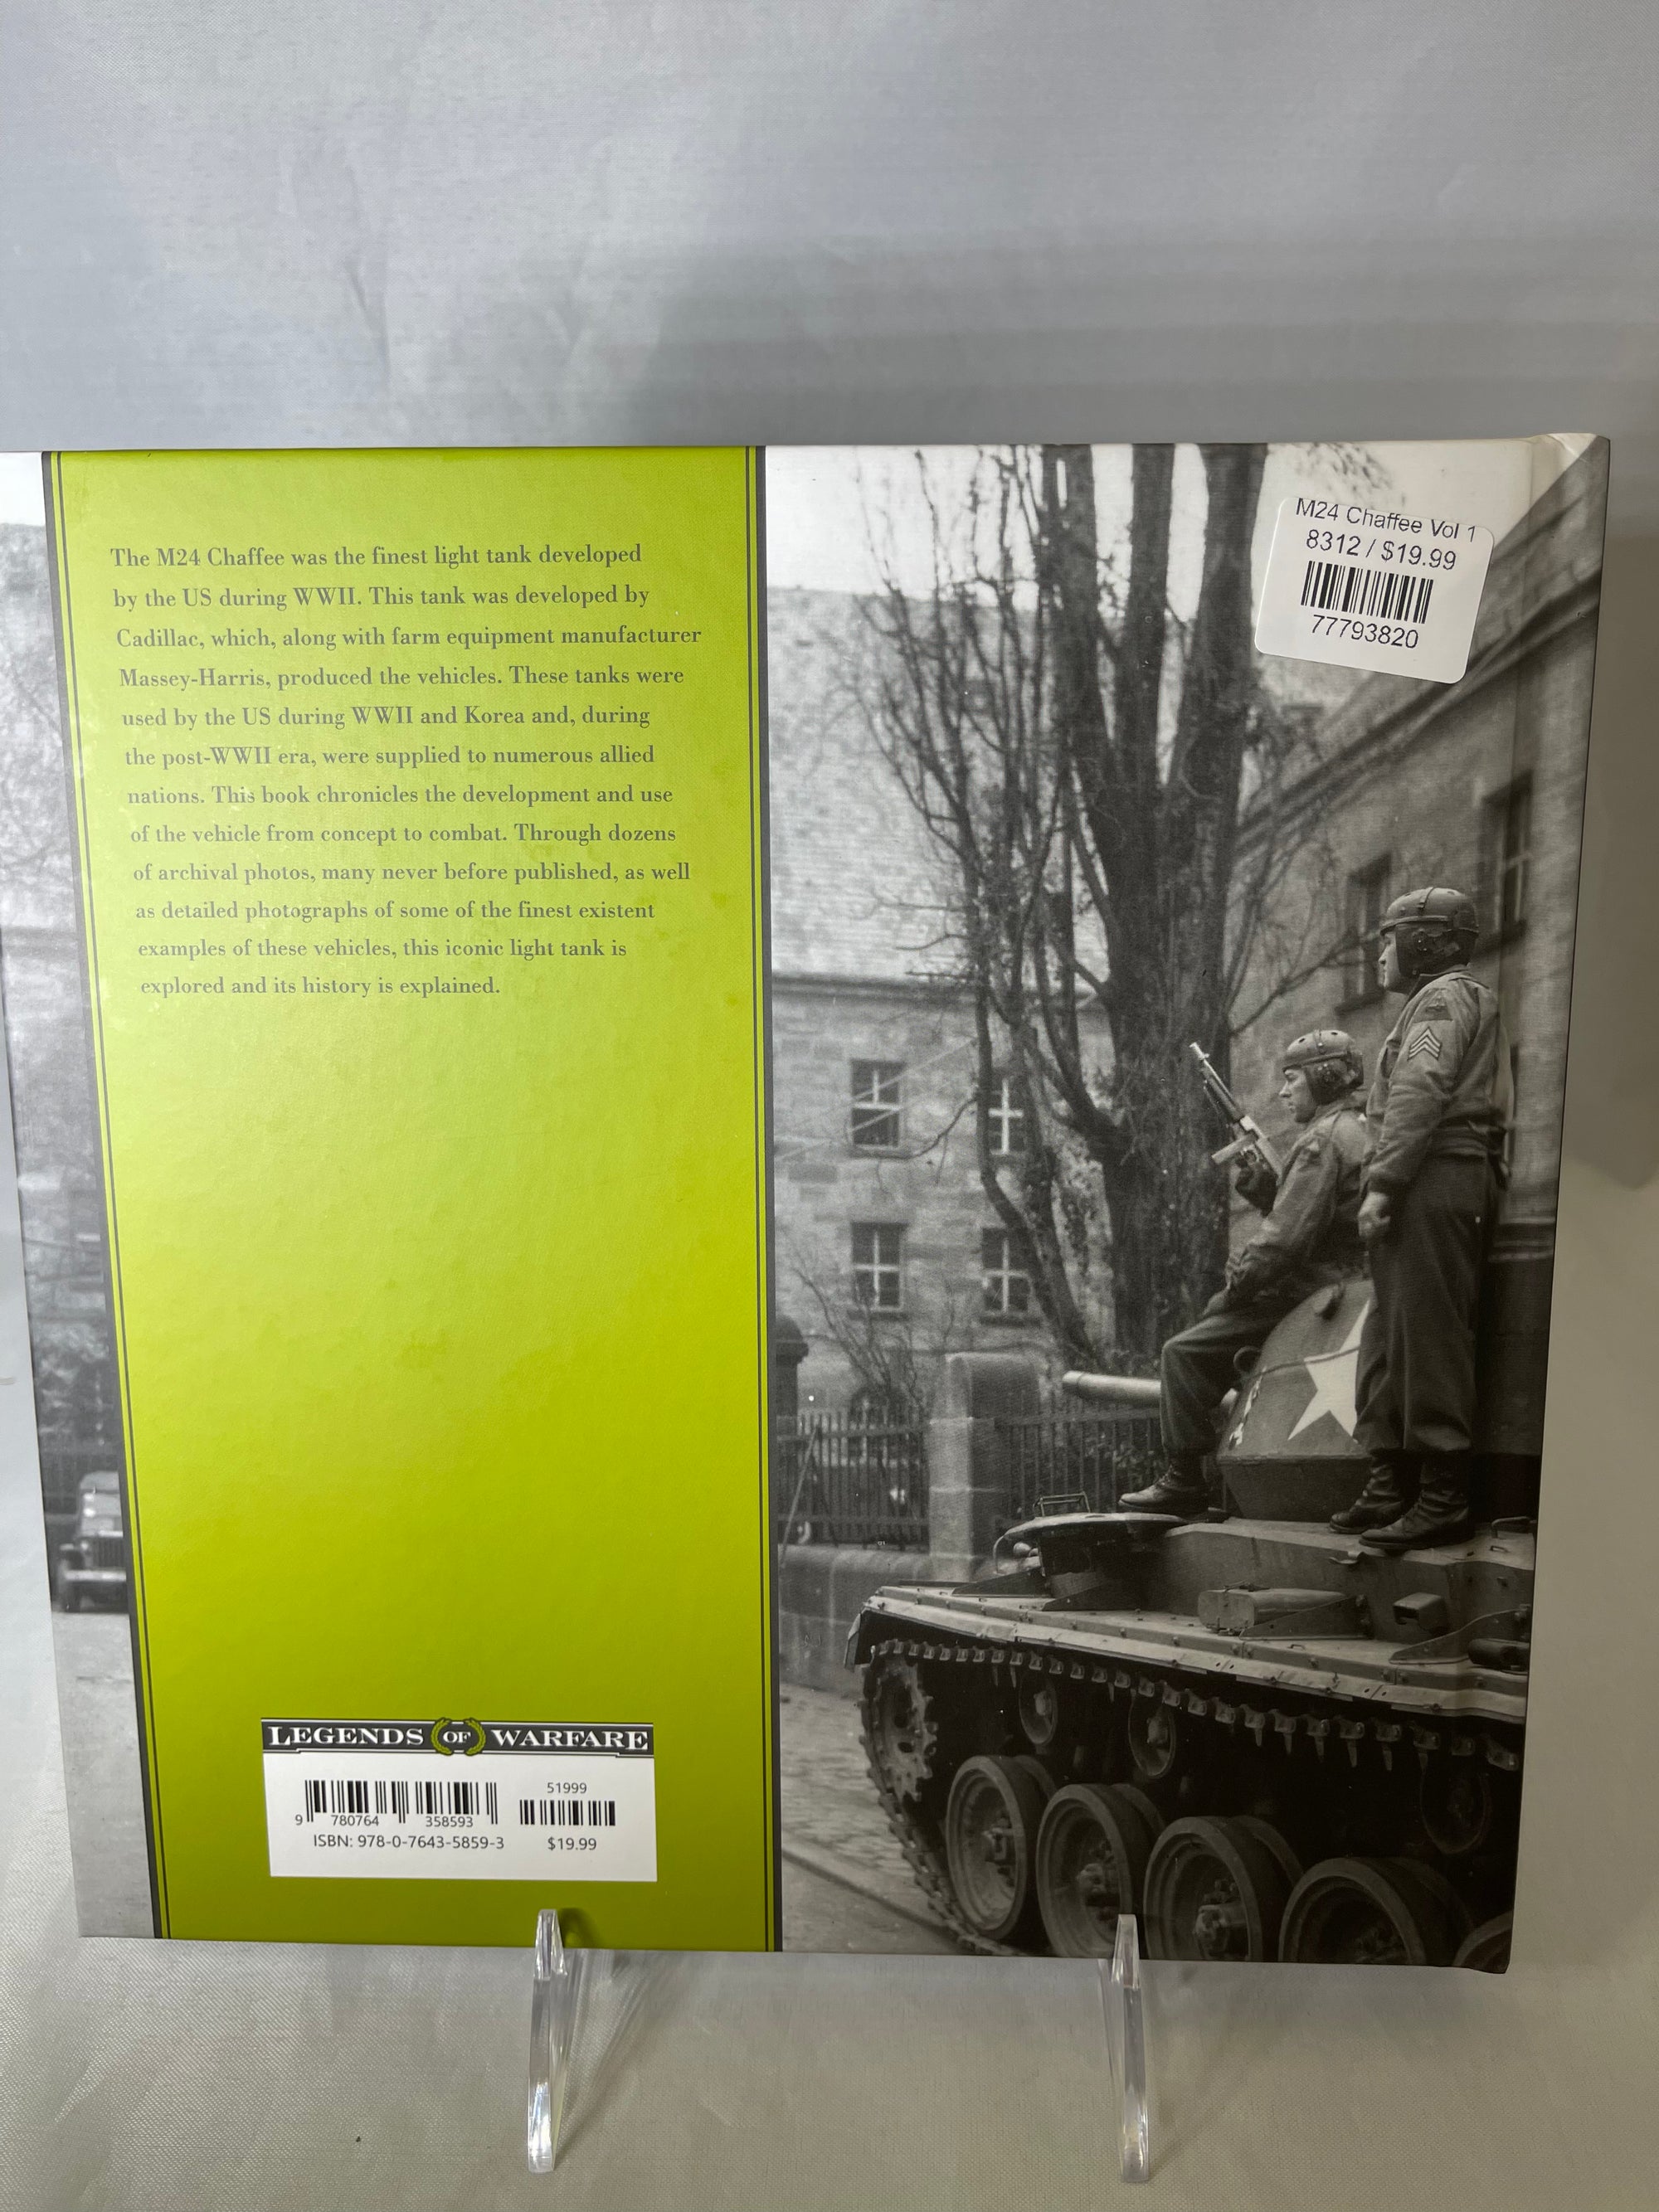 M24 Chaffee Vol 1
8312 / $19.99
77793820
The M24 Chaffee was the finest light tank developed
by the US during WWII. This tank was developed by
Cadillac, which, along with farm equipment manufacturer
Massey-Harris, produced the vehicles. These tanks were
used by the US during WWII and Korea and, during
the post-WWII era, were supplied to numerous allied
nations. This book chronicles the development and use
of the vehicle from concept to combat. Through dozens
of archival photos, many never before published, as well
as detailed photographs of some of the finest existent
examples of these vehicles, this iconic light tank is
explored and its history is explained.
LEGENDS OF WARFARE
51999
9 780764 358593
ISBN: 978-0-7643-5859-3 $19.99